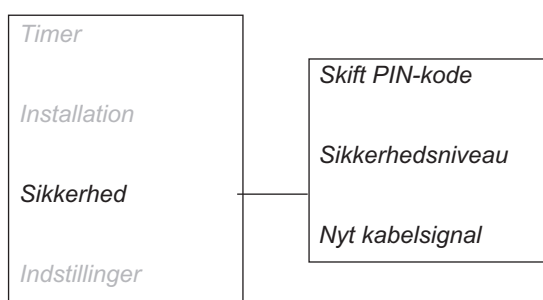 Timer
Installation
Sikkerhed
Indstillinger
Skift PIN-kode
Sikkerhedsniveau
Nyt kabelsignal